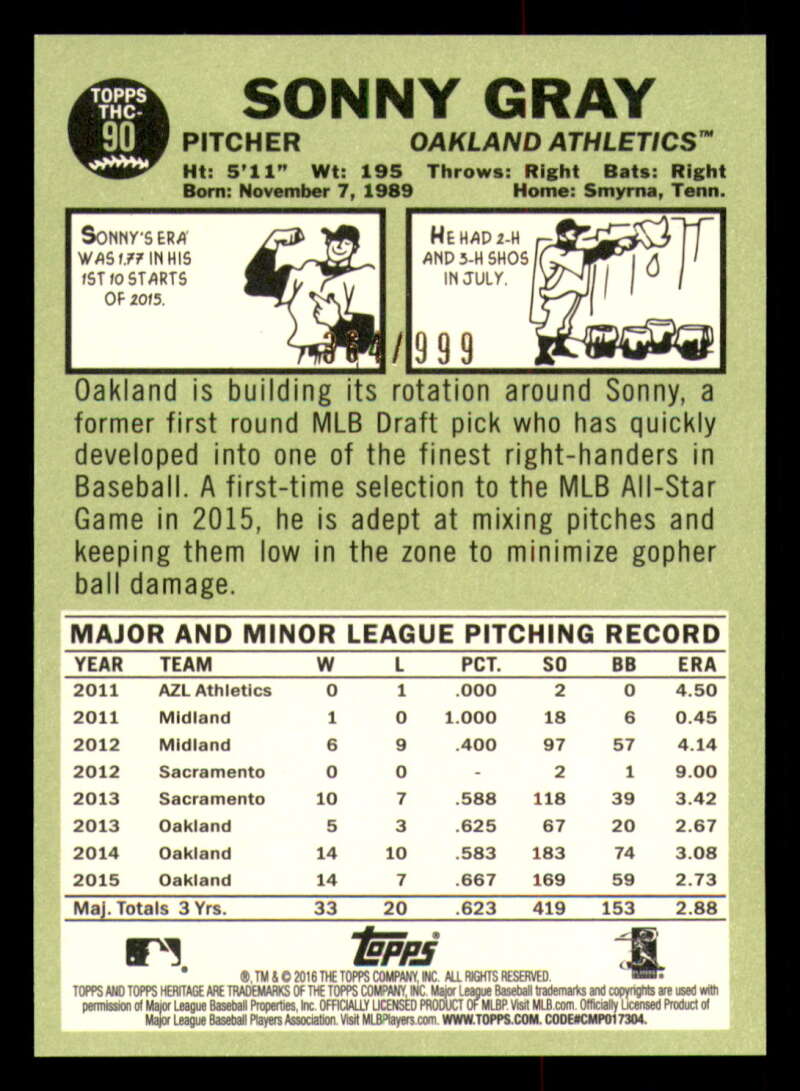 TOPPS
THC-
90
SONNY GRAY
PITCHER OAKLAND ATHLETICS™
Ht: 5'11" Wt: 195 Throws: Right Bats: Right
Born: November 7, 1989 Home: Smyrna, Tenn.
SONNY'S ERA
WAS 1.77 IN HIS
1ST 10 STARTS
OF 2015.
HE HAD 2-H
AND 3-H SHOS
IN JULY.
364/999
Oakland is building its rotation around Sonny, a
former first round MLB Draft pick who has quickly
developed into one of the finest right-handers in
Baseball. A first-time selection to the MLB All-Star
Game in 2015, he is adept at mixing pitches and
keeping them low in the zone to minimize gopher
ball damage.
MAJOR AND MINOR LEAGUE PITCHING RECORD
YEAR TEAM W L PCT. SO BB ERA
2011 AZL Athletics 0 1 .000 2 0 4.50
2011 Midland 1 0 1.000 18 6 0.45
2012 Midland 6 9 .400 97 57 4.14
2012 Sacramento 0 0 - 2 1 9.00
2013 Sacramento 10 7 .588 118 39 3.42
2013 Oakland 5 3 .625 67 20 2.67
2014 Oakland 14 10 .583 183 74 3.08
2015 Oakland 14 7 .667 169 59 2.73
Maj. Totals 3 Yrs. 33 20 .623 419 153 2.88
Topps®
®, TM & © 2016 THE TOPPS COMPANY, INC. ALL RIGHTS RESERVED.
TOPPS AND TOPPS HERITAGE ARE TRADEMARKS OF THE TOPPS COMPANY, INC. Major League Baseball trademarks and copyrights are used with
permission of Major League Baseball Properties, Inc. OFFICIALLY LICENSED PRODUCT OF MLBP. Visit MLB.com. Officially Licensed Product of
Major League Baseball Players Association. Visit MLBPlayers.com. WWW.TOPPS.COM. CODE#CMP017304.